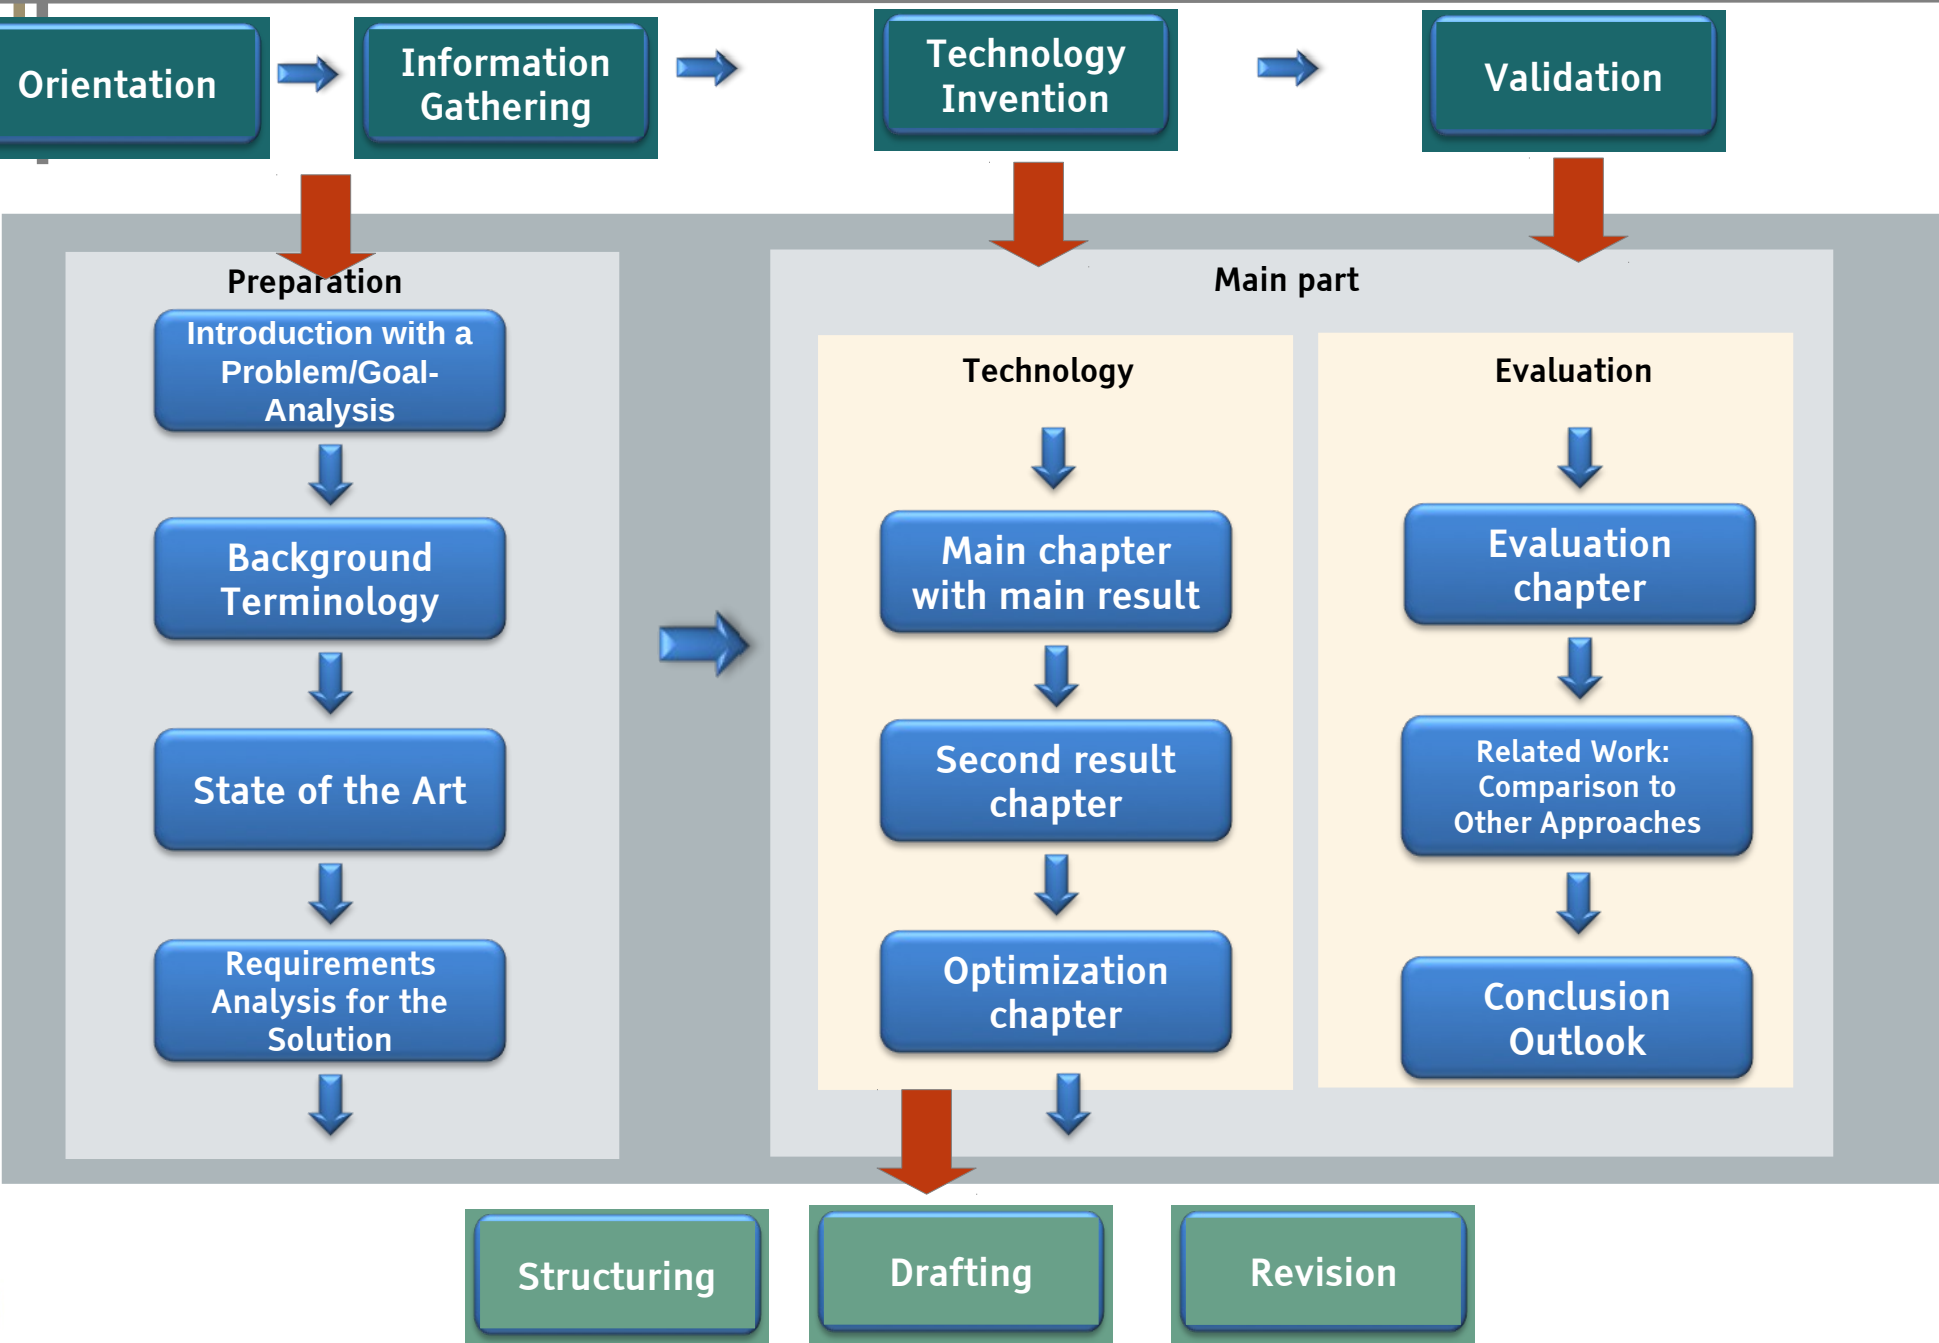 Orientation
Information
Gathering
Technology
Invention
Validation
Preparation
Introduction with a
Problem/Goal-
Analysis
Background
Terminology
State of the Art
Requirements
Analysis for the
Solution
Main part
Technology
Main chapter
with main result
Second result
chapter
Optimization
chapter
Evaluation
Evaluation
chapter
Related Work:
Comparison to
Other Approaches
Conclusion
Outlook
Structuring
Drafting
Revision